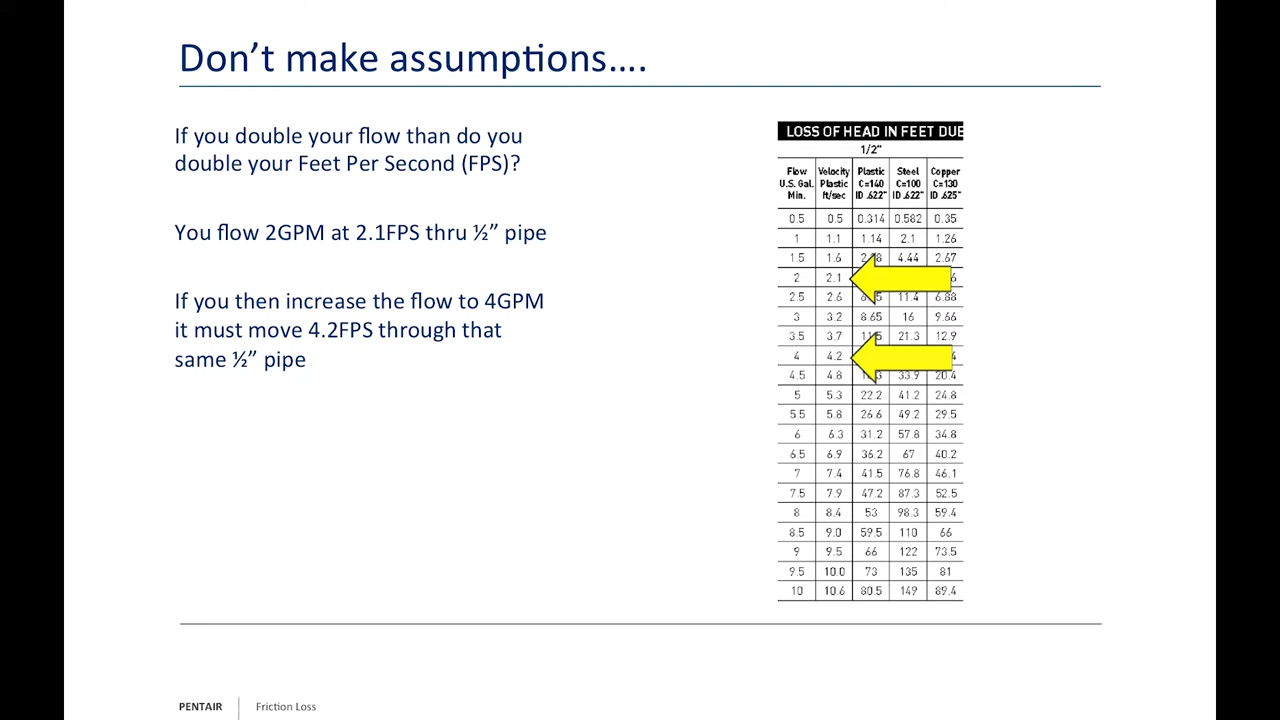 Don’t make assumptions....
If you double your flow than do you
double your Feet Per Second (FPS)?
You flow 2GPM at 2.1FPS thru ½” pipe
If you then increase the flow to 4GPM
it must move 4.2FPS through that
same ½” pipe
LOSS OF HEAD IN FEET DUE
1/2"
Flow Velocity Plastic Steel Copper
U.S. Gal. Plastic C=140 C=100 C=130
Min. ft/sec ID .622" ID .622" ID .625"
0.5 0.5 0.314 0.582 0.35
1 1.1 1.14 2.1 1.26
1.5 1.6 4.44 2.67
2 2.1
2.5 2.6 11.4 6.88
3 3.2 8.65 16 9.66
3.5 3.7 21.3 12.9
4 4.2
4.5 4.8 33.9 20.4
5 5.3 22.2 41.2 24.8
5.5 5.8 26.6 49.2 29.5
6 6.3 31.2 57.8 34.8
6.5 6.9 36.2 67 40.2
7 7.4 41.5 76.8 46.1
7.5 7.9 47.2 87.3 52.5
8 8.4 53 98.3 59.4
8.5 9.0 59.5 110 66
9 9.5 66 122 73.5
9.5 10.0 73 135 81
10 10.6 80.5 149 89.4
PENTAIR Friction Loss